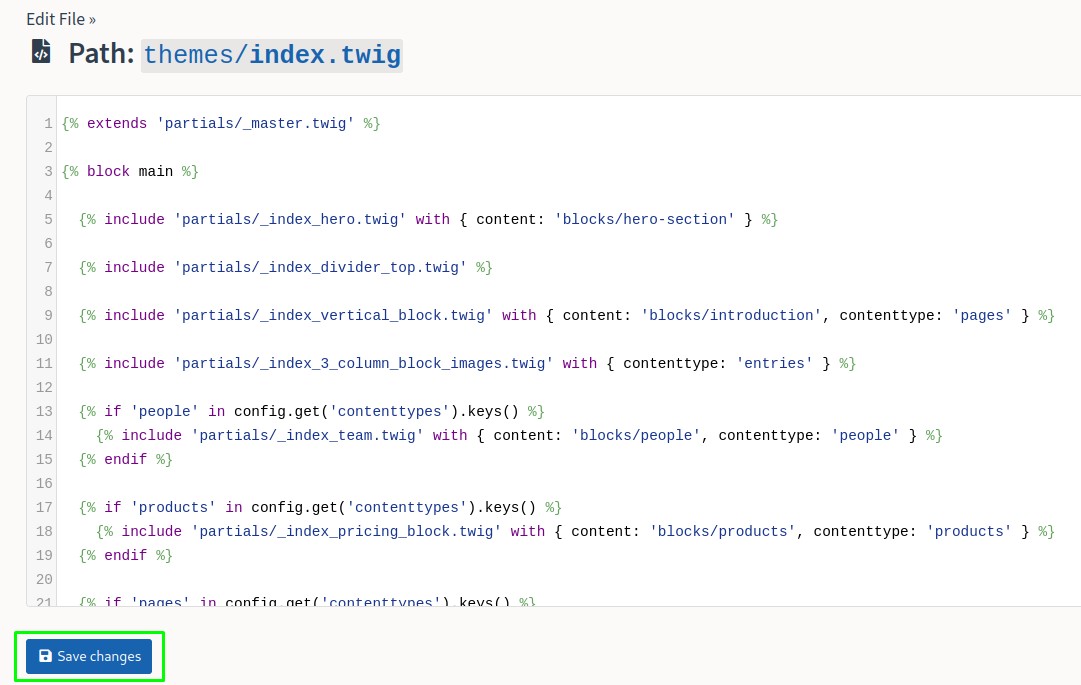 Edit File »
Path: themes/index.twig
1 {% extends 'partials/_master.twig' %}
2
3 {% block main %}
4
5 {% include 'partials/_index_hero.twig' with { content: 'blocks/hero-section' } %}
6
7 {% include 'partials/_index_divider_top.twig' %}
8
9 {% include 'partials/_index_vertical_block.twig' with { content: 'blocks/introduction', contenttype: 'pages' } %}
10
11 {% include 'partials/_index_3_column_block_images.twig' with { contenttype: 'entries' } %}
12
13 {% if 'people' in config.get('contenttypes').keys() %}
14 {% include 'partials/_index_team.twig' with { content: 'blocks/people', contenttype: 'people' } %}
15 {% endif %}
16
17 {% if 'products' in config.get('contenttypes').keys() %}
18 {% include 'partials/_index_pricing_block.twig' with { content: 'blocks/products', contenttype: 'products' } %}
19 {% endif %}
20
21 {% if 'pages' in config.get('contenttypes').keys() %}
Save changes